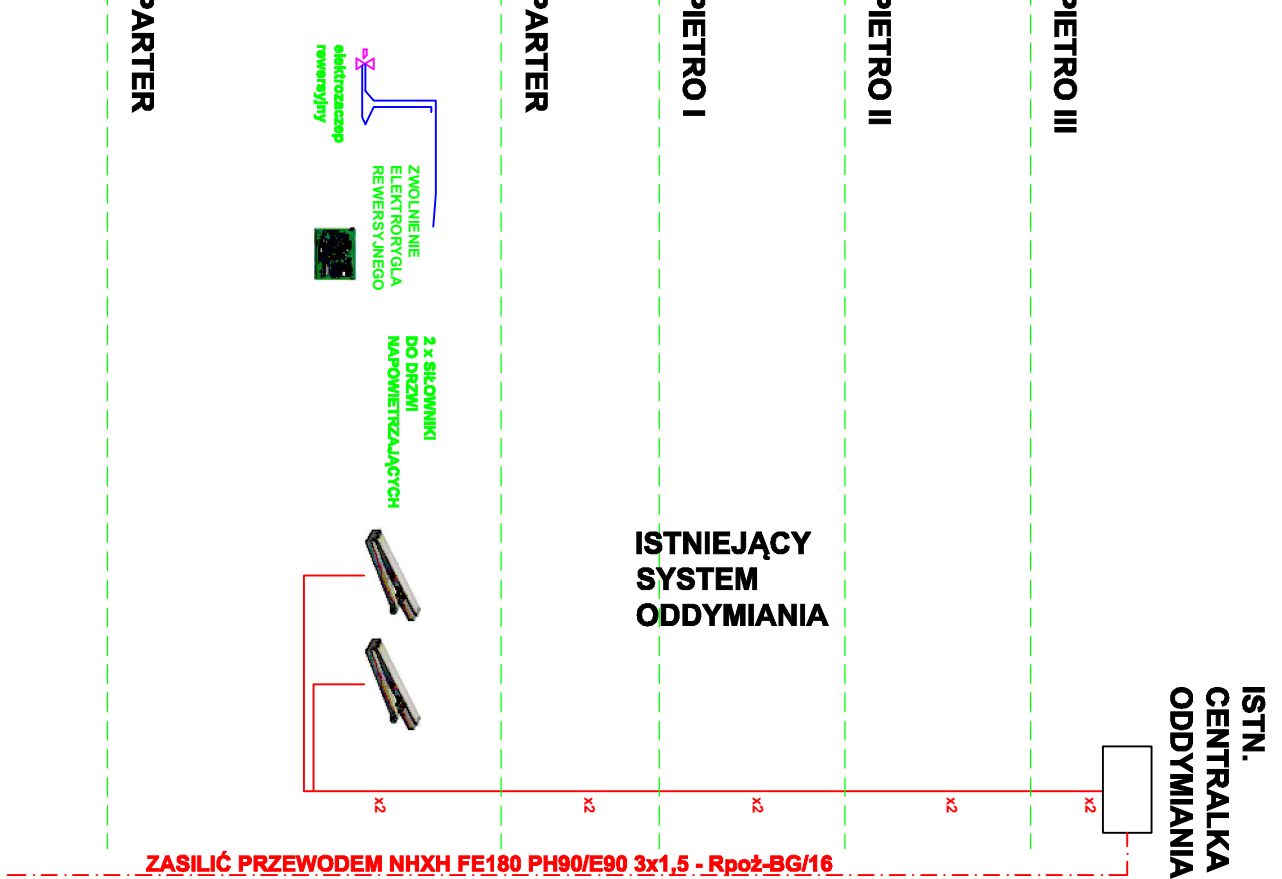 PARTER
PARTER
PIETRO I
PIETRO II
PIETRO III
elektrozaczep
rewersyjny
ZWOLNIENIE
ELEKTRORYGLA
REWERSYJNEGO
2 x SIŁOWNIKI
DO DRZWI
NAPOWIETRZAJĄCYCH
ISTNIEJĄCY
SYSTEM
ODDYMIANIA
ISTN.
CENTRALKA
ODDYMIANIA
x2
x2
x2
x2
x2
ZASILIĆ PRZEWODEM NHXH FE180 PH90/E90 3x1,5 - Rpoż-BG/16